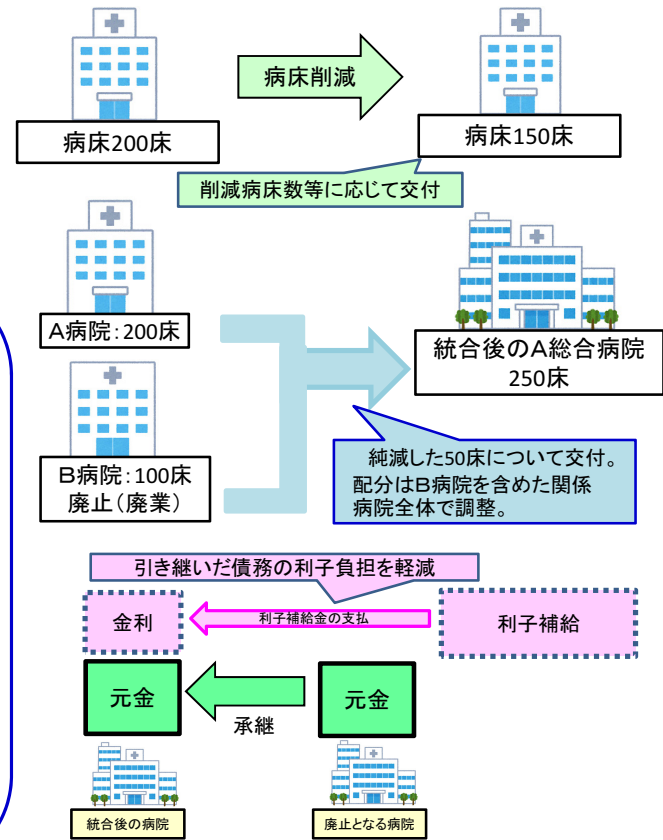 病床削減
病床200床
病床150床
削減病床数等に応じて交付
A病院：200床
統合後のA総合病院
250床
B病院：100床
廃止（廃業）
純減した50床について交付。
配分はB病院を含めた関係
病院全体で調整。
引き継いだ債務の利子負担を軽減
金利
利子補給金の支払
利子補給
元金
元金
承継
統合後の病院
廃止となる病院